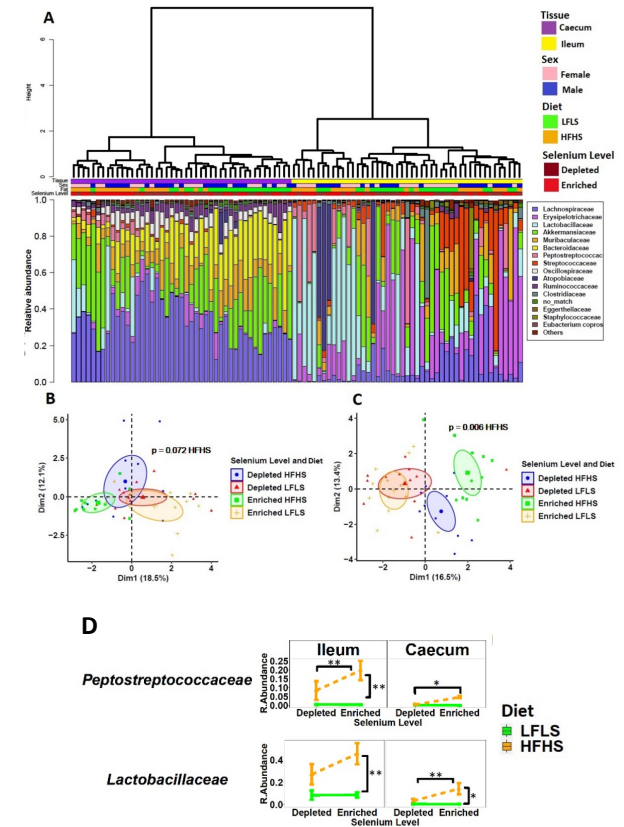 A
Height
6
4
2
0
Tissue
Caecum
Ileum
Sex
Female
Male
Diet
LFLS
HFHS
Selenium Level
Depleted
Enriched
Tissue
Sex
Fat
Selenium Level
Relative abundance
1.0
0.8
0.6
0.4
0.2
0.0
Lachnospiraceae
Erysipelotrichaceae
Lactobacillaceae
Akkermansiaceae
Muribaculaceae
Bacteroidaceae
Peptostreptococcac
Streptococcaceae
Oscillospiraceae
Atopobiaceae
Ruminococcaceae
Clostridiaceae
no_match
Eggerthellaceae
Staphylococcaceae
Eubacterium copros
Others
B
p = 0.072 HFHS
Dim2 (12.1%)
5.0
2.5
0.0
−2.5
−2 0 2 4
Dim1 (18.5%)
Selenium Level and Diet
Depleted HFHS
Depleted LFLS
Enriched HFHS
Enriched LFLS
C
p = 0.006 HFHS
Dim2 (13.4%)
4
2
0
−2
−4
−4 −2 0 2 4
Dim1 (16.5%)
Selenium Level and Diet
Depleted HFHS
Depleted LFLS
Enriched HFHS
Enriched LFLS
D
Ileum Caecum
Peptostreptococcaceae
R.Abundance
0.25
0.20
0.15
0.10
0.05
0.00
** ** *
Depleted Enriched Depleted Enriched
Selenium Level
Lactobacillaceae
R.Abundance
0.4
0.2
0.0
** ** *
Depleted Enriched Depleted Enriched
Selenium Level
Diet
LFLS
HFHS